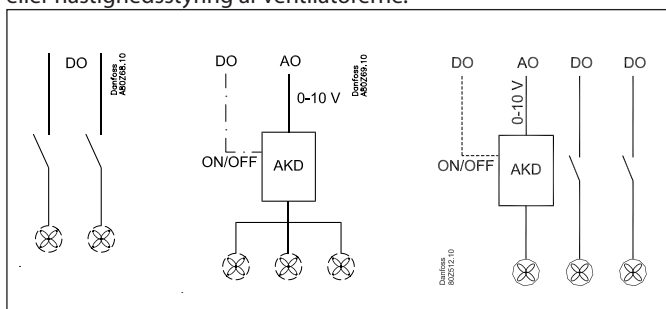 eller hastighedsstyring af ventilatorerne.
DO
Danfoss
A80Z68.10
DO
AO
Danfoss
A80Z69.10
0-10 V
ON/OFF
AKD
DO
AO
DO
DO
0-10 V
ON/OFF
AKD
Danfoss
80Z512.10